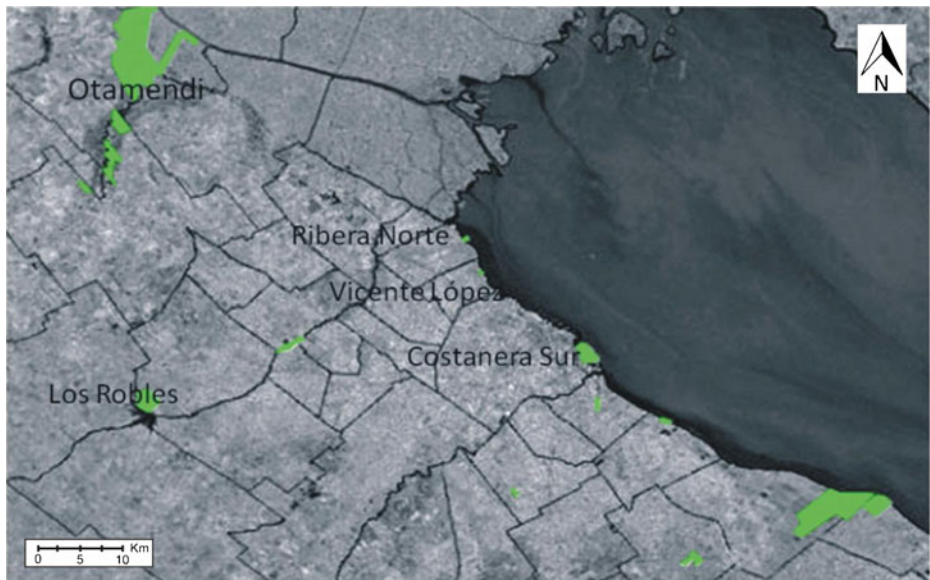 N
Otamendi
Ribera Norte
Vicente López
Costanera Sur
Los Robles
Km
0 5 10